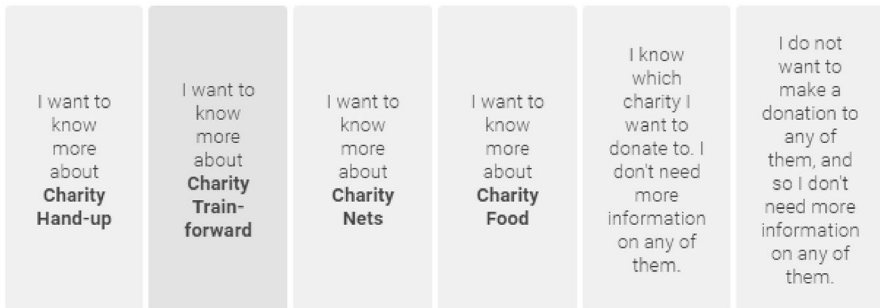 I want to
know
more
about
Charity
Hand-up
I want to
know
more
about
Charity
Train-
forward
I want to
know
more
about
Charity
Nets
I want to
know
more
about
Charity
Food
I know
which
charity I
want to
donate to. I
don't need
more
information
on any of
them.
I do not
want to
make a
donation to
any of
them, and
so I don't
need more
information
on any of
them.